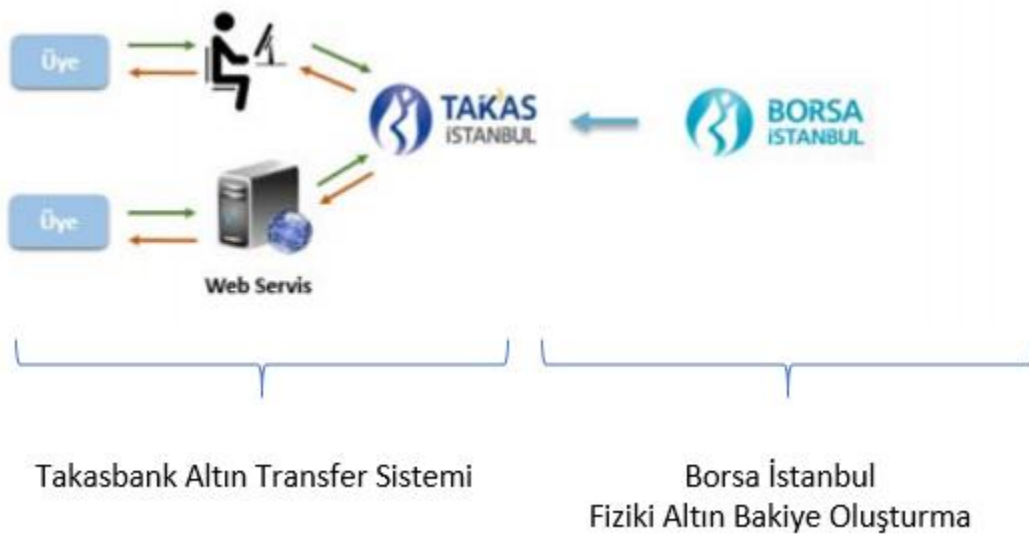 Üye
TAKAS
İSTANBUL
BORSA
İSTANBUL
Üye
Web Servis
Takasbank Altın Transfer Sistemi
Borsa İstanbul
Fiziki Altın Bakiye Oluşturma